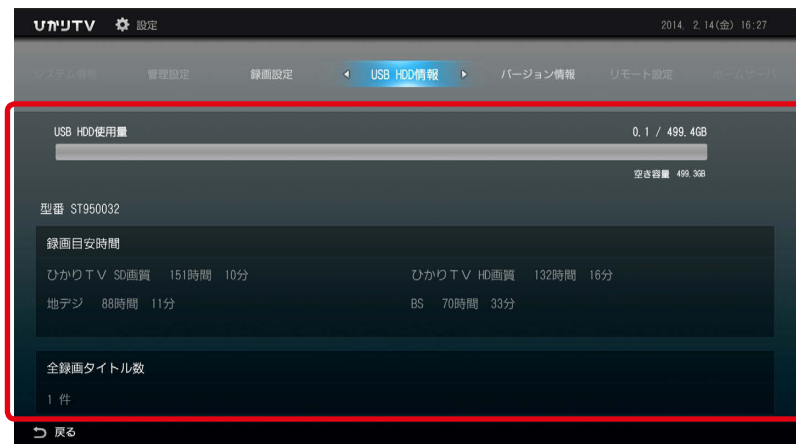 ひかりTV 設定 2014. 2.14(金) 16:27
システム情報 管理設定 録画設定 USB HDD情報 バージョン情報 リモート設定 ホームサーバ
USB HDD使用量 0.1 / 499.4GB
空き容量 499.3GB
型番 ST950032
録画目安時間
ひかりTV SD画質 151時間 10分 ひかりTV HD画質 132時間 16分
地デジ 88時間 11分 BS 70時間 33分
全録画タイトル数
1 件
戻る